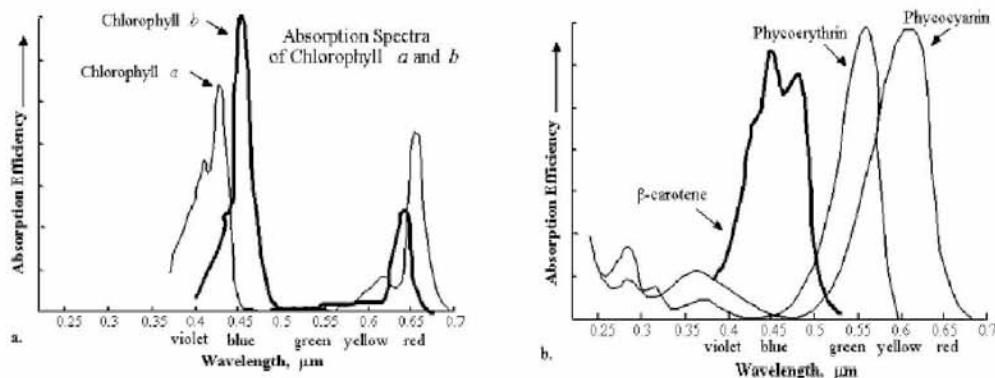 Chlorophyll b
Absorption Spectra
of Chlorophyll a and b
Chlorophyll a
Absorption Efficiency
0.25 0.3 0.35 0.4 0.45 0.5 0.55 0.6 0.65 0.7
violet blue green yellow red
a.
Wavelength, μm
Phycocyanin
Phycoerythrin
β-carotene
Absorption Efficiency
0.25 0.3 0.35 0.4 0.45 0.5 0.55 0.6 0.65 0.7
violet blue green yellow red
b.
Wavelength, μm